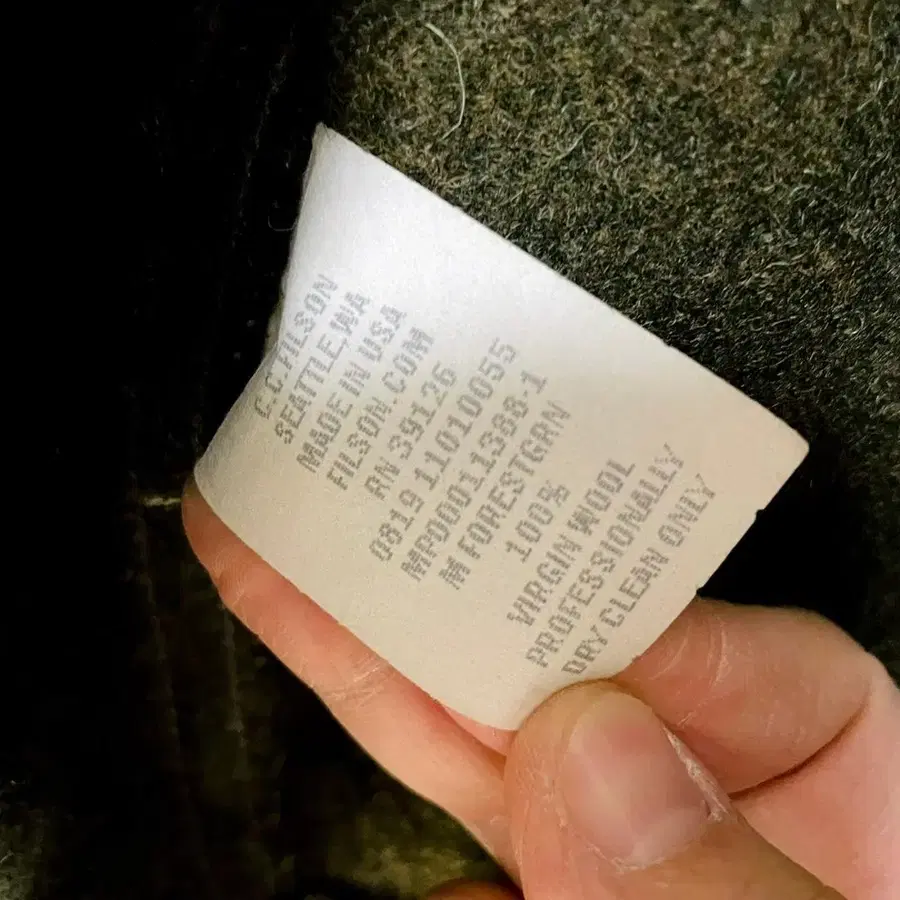 C.C.FILSON
SEATTLE,WA
MADE IN USA
FILSON.COM
RN 39126
0819 11010055
MP00011388-1
M FORESTGRN
100%
VIRGIN WOOL
PROFESSIONALLY
DRY CLEAN ONLY